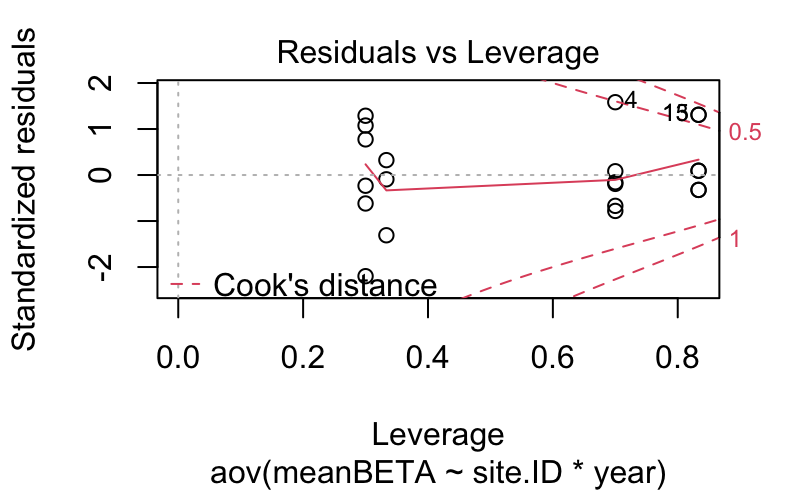 Residuals vs Leverage
Standardized residuals
2
1
0
-2
4
0.5
1
Cook's distance
0.0 0.2 0.4 0.6 0.8
Leverage
aov(meanBETA ~ site.ID * year)